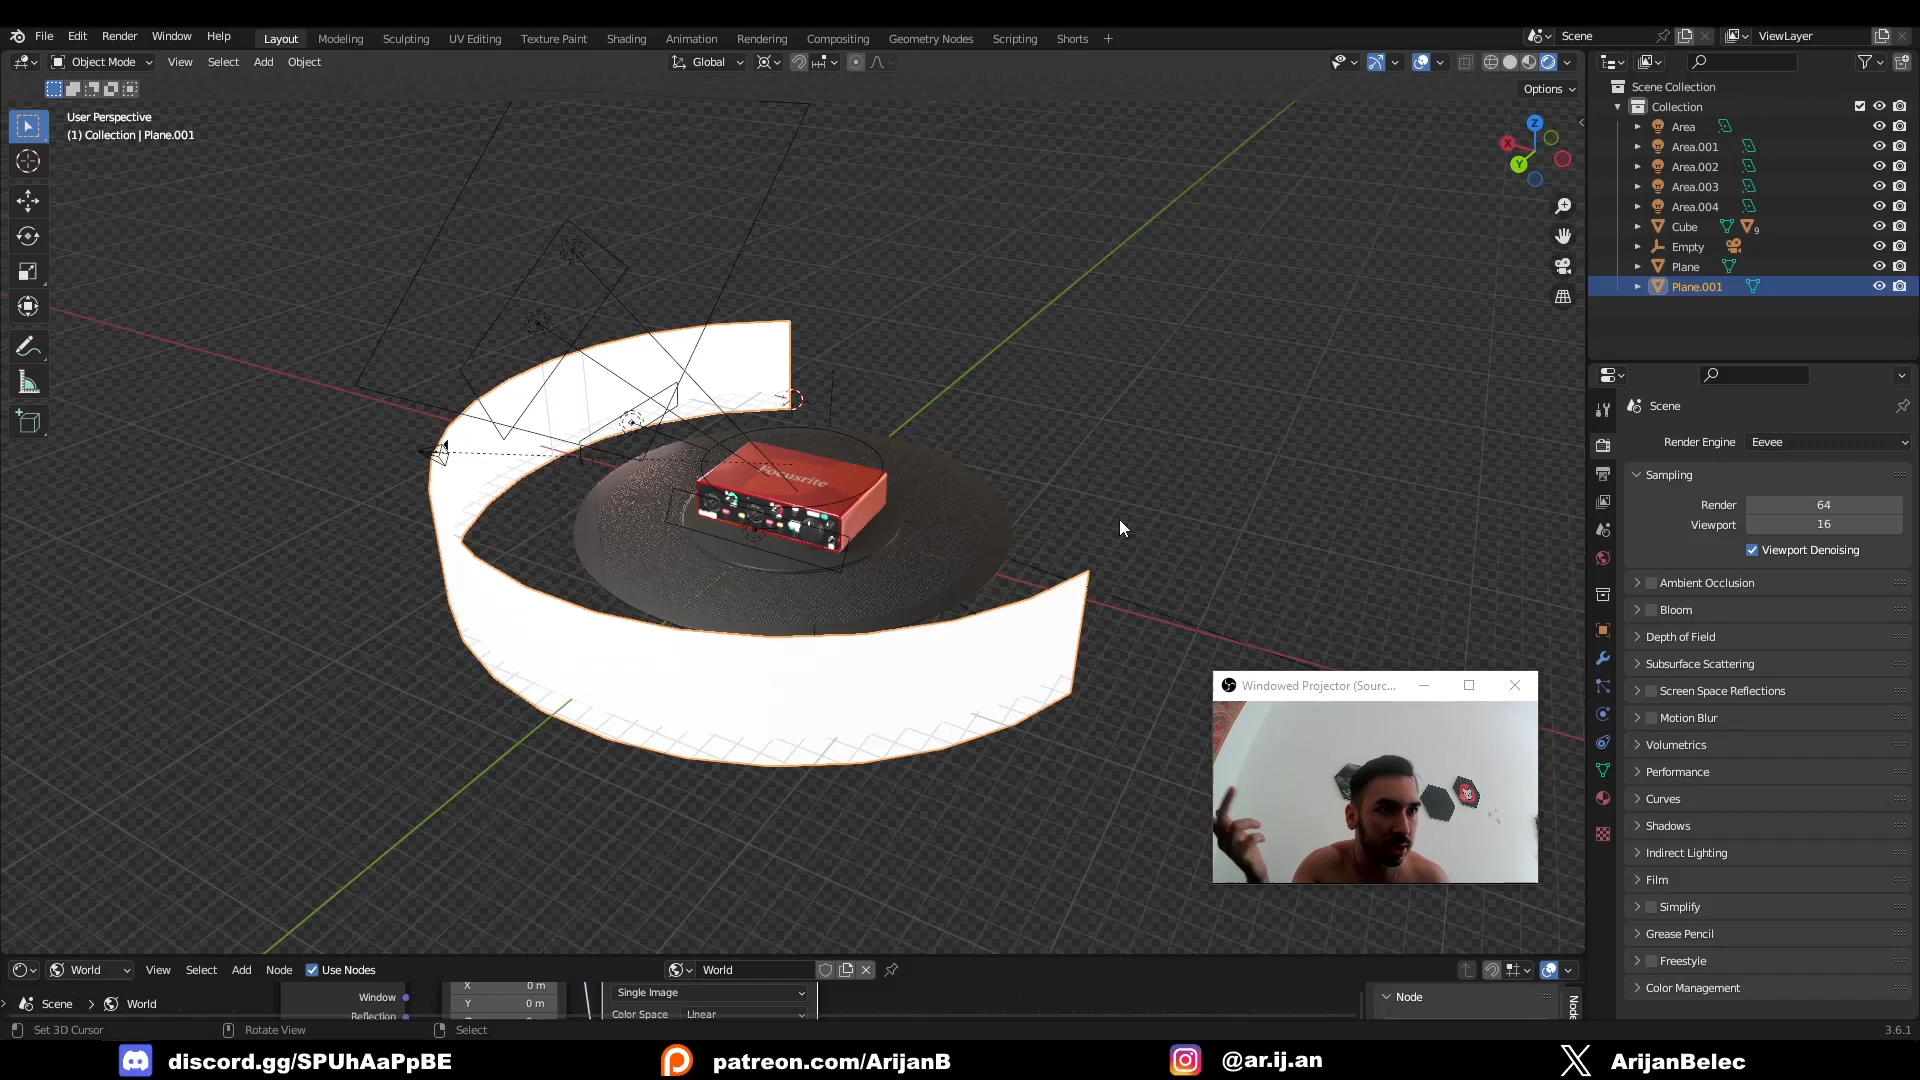 File Edit Render Window Help Layout Modeling Sculpting UV Editing Texture Paint Shading Animation Rendering Compositing Geometry Nodes Scripting Shorts + Scene ViewLayer
Object Mode View Select Add Object Global
Options
User Perspective
(1) Collection | Plane.001
Z
X
Y
Scene Collection
Collection
Area
Area.001
Area.002
Area.003
Area.004
Cube 9
Empty
Plane
Plane.001
Scene
Render Engine Eevee
Sampling
Render 64
Viewport 16
Viewport Denoising
Ambient Occlusion
Bloom
Depth of Field
Subsurface Scattering
Screen Space Reflections
Motion Blur
Volumetrics
Performance
Curves
Shadows
Indirect Lighting
Film
Simplify
Grease Pencil
Freestyle
Color Management
Focusrite
Windowed Projector (Sourc...
World View Select Add Node Use Nodes World
Scene > World
Window
Reflection
X 0 m
Y 0 m
Single Image
Color Space Linear
Node
Node
Set 3D Cursor Rotate View Select 3.6.1
discord.gg/SPUhAaPpBE patreon.com/ArijanB @ar.ij.an ArijanBelec